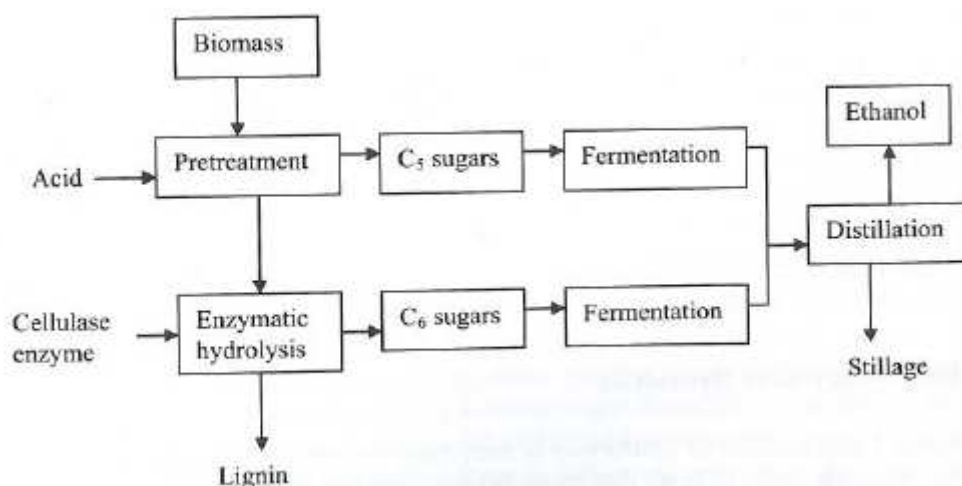 Biomass
Ethanol
Acid
Pretreatment
C₅ sugars
Fermentation
Distillation
Cellulase
enzyme
Enzymatic
hydrolysis
C₆ sugars
Fermentation
Stillage
Lignin